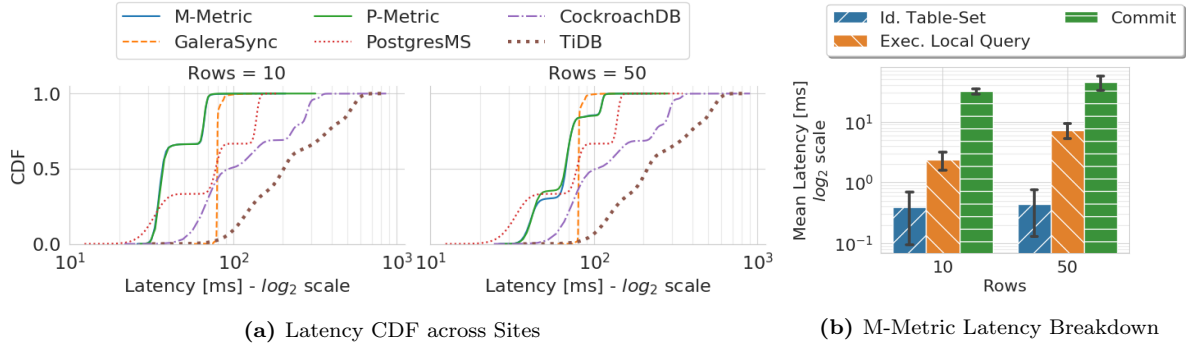 M-Metric P-Metric CockroachDB
GaleraSync PostgresMS TiDB
Rows = 10 Rows = 50
CDF
1.0
0.5
0.0
10^1 10^2 10^3
Latency [ms] - log_2 scale
10^1 10^2 10^3
Latency [ms] - log_2 scale
(a) Latency CDF across Sites
Id. Table-Set Commit
Exec. Local Query
Mean Latency [ms]
log_2 scale
10^1
10^0
10^-1
10 50
Rows
(b) M-Metric Latency Breakdown